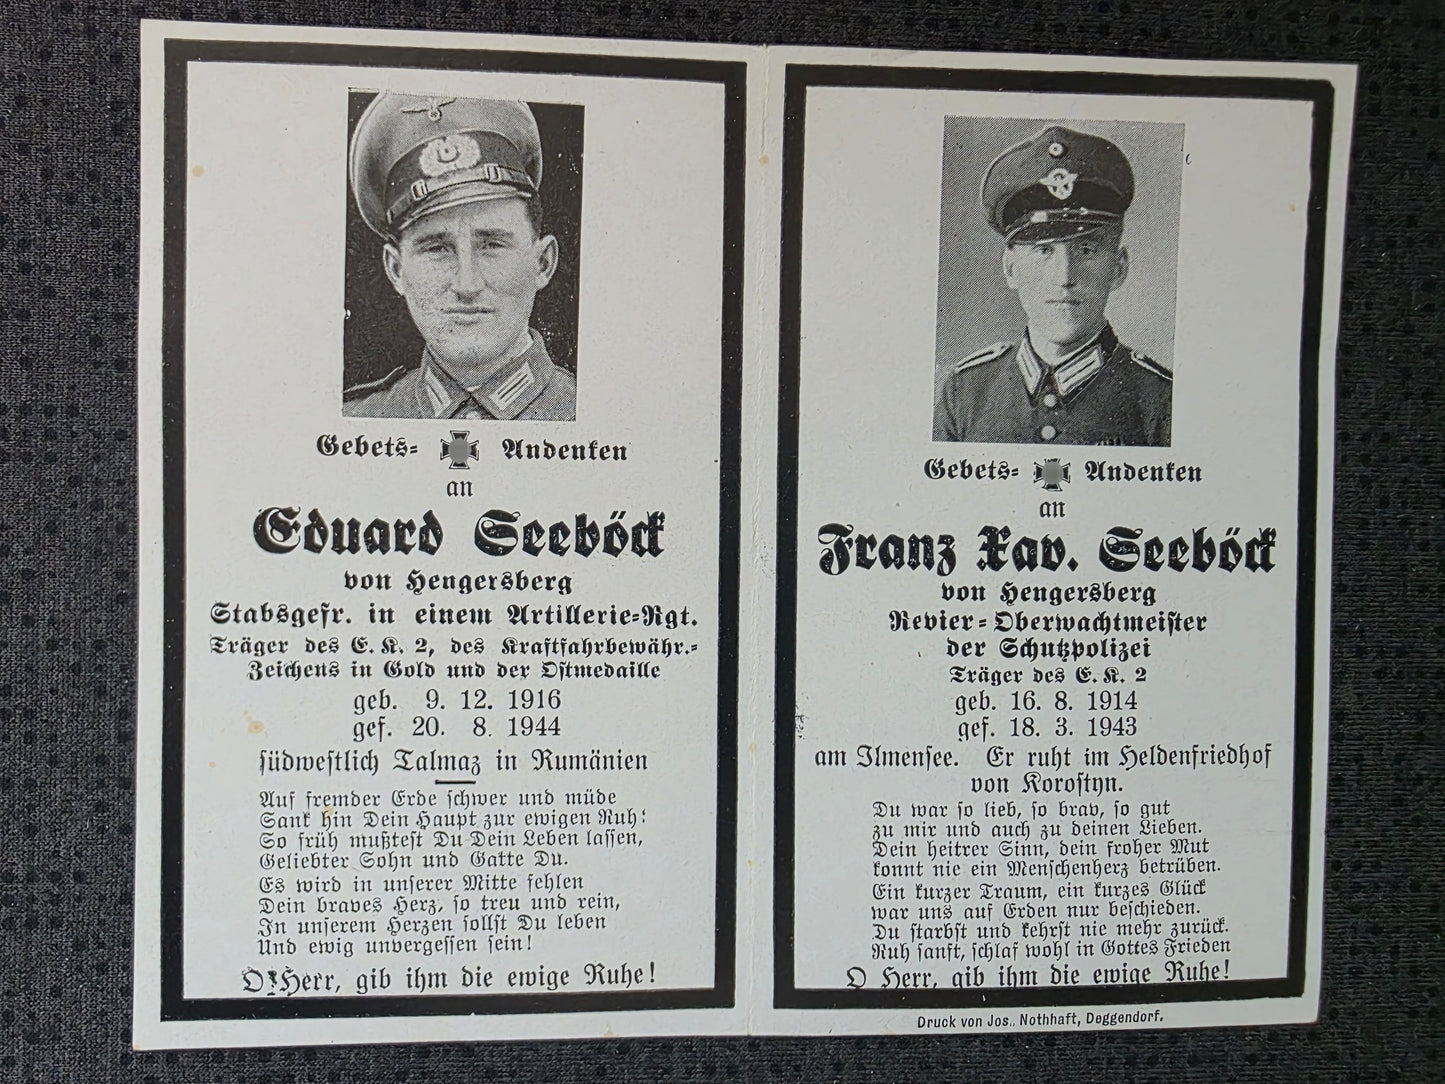 Gebets= Andenken
an
Eduard Seeböck
von Hengersberg
Stabsgefr. in einem Artillerie=Rgt.
Träger des E. K. 2, des Kraftfahrbewähr.=
Zeichens in Gold und der Ostmedaille
geb. 9. 12. 1916
gef. 20. 8 1944
südwestlich Talmaz in Rumänien
Auf fremder Erde schwer und müde
Sank hin Dein Haupt zur ewigen Ruh!
So früh mußtest Du Dein Leben lassen,
Geliebter Sohn und Gatte Du.
Es wird in unserer Mitte fehlen
Dein braves Herz, so treu und rein,
In unserem Herzen sollst Du leben
Und ewig unvergessen sein!
O Herr, gib ihm die ewige Ruhe!
Gebets= Andenken
an
Franz Xav. Seeböck
von Hengersberg
Revier=Oberwachtmeister
der Schutzpolizei
Träger des E. K. 2
geb. 16. 8. 1914
gef. 18. 3. 1943
am Ilmensee. Er ruht im Heldenfriedhof
von Korostyn.
Du war so lieb, so brav, so gut
zu mir und auch zu deinen Lieben.
Dein heitrer Sinn, dein froher Mut
konnt nie ein Menschenherz betrüben.
Ein kurzer Traum, ein kurzes Glück
war uns auf Erden nur beschieden.
Du starbst und kehrst nie mehr zurück.
Ruh sanft, schlaf wohl in Gottes Frieden
O Herr, gib ihm die ewige Ruhe!
Druck von Jos., Nothhaft, Deggendorf.